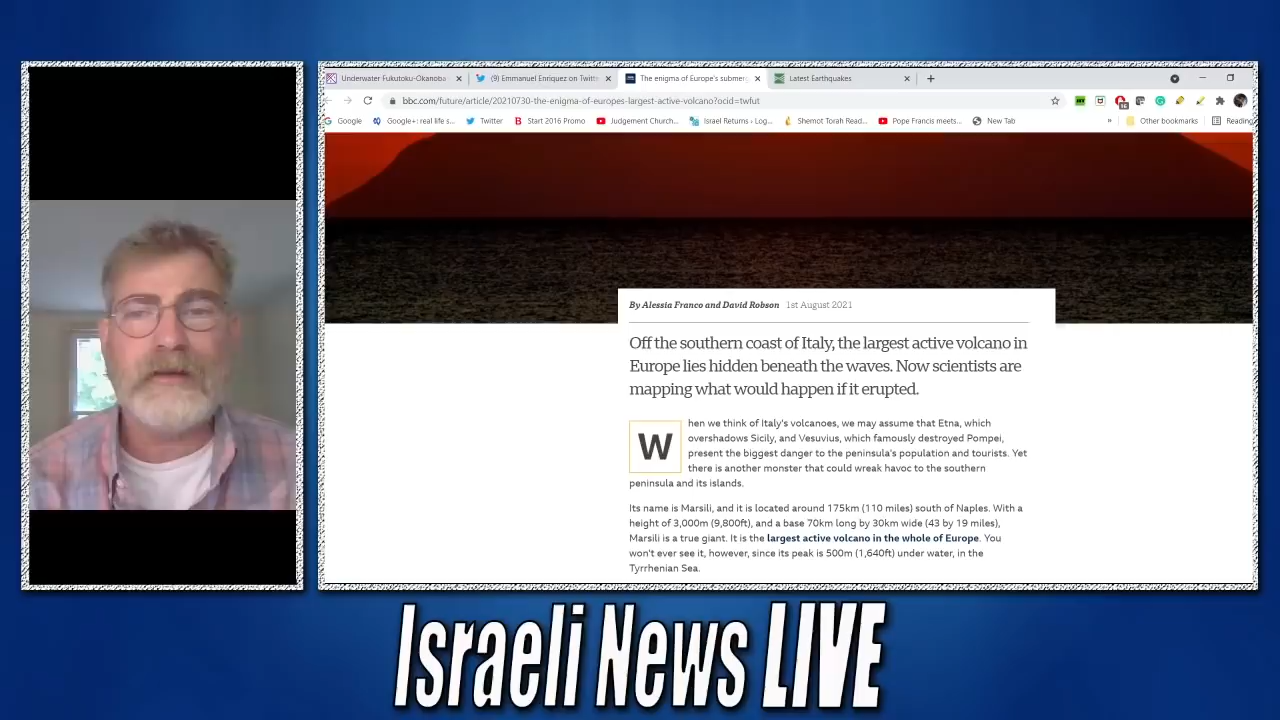 Underwater Fukutoku-Okanoba
(9) Emmanuel Enriquez on Twitte
The enigma of Europe's submer
Latest Earthquakes
bbc.com/future/article/20210730-the-enigma-of-europes-largest-active-volcano?ocid=twfut
Google
Google+: real life s...
Twitter
Start 2016 Promo
Judgement Church...
Israel Returns › Log...
Shemot Torah Read...
Pope Francis meets...
New Tab
»
Other bookmarks
Reading
By Alessia Franco and David Robson 1st August 2021
Off the southern coast of Italy, the largest active volcano in
Europe lies hidden beneath the waves. Now scientists are
mapping what would happen if it erupted.
When we think of Italy's volcanoes, we may assume that Etna, which
overshadows Sicily, and Vesuvius, which famously destroyed Pompei,
present the biggest danger to the peninsula's population and tourists. Yet
there is another monster that could wreak havoc to the southern
peninsula and its islands.
Its name is Marsili, and it is located around 175km (110 miles) south of Naples. With a
height of 3,000m (9,800ft), and a base 70km long by 30km wide (43 by 19 miles),
Marsili is a true giant. It is the largest active volcano in the whole of Europe. You
won't ever see it, however, since its peak is 500m (1,640ft) under water, in the
Tyrrhenian Sea.
Israeli News LIVE